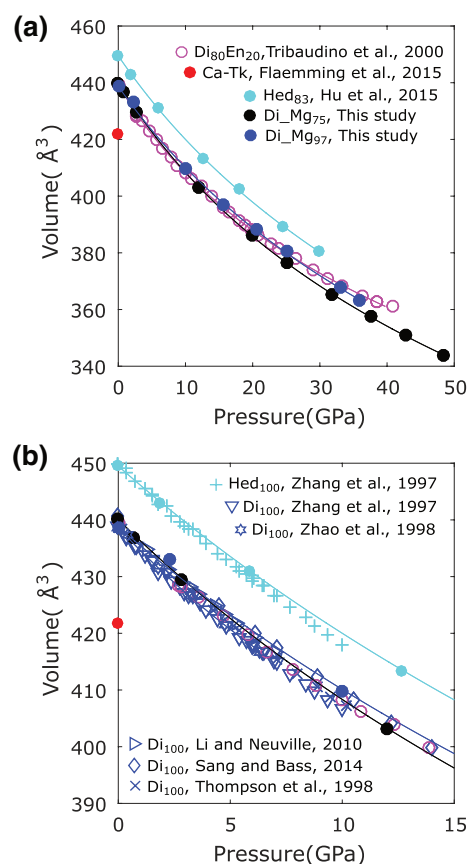 (a)
Di80En20,Tribaudino et al., 2000
Ca-Tk, Flaemming et al., 2015
Hed83, Hu et al., 2015
Di_Mg75, This study
Di_Mg97, This study
460
440
420
400
380
360
340
Volume( Å3)
0 10 20 30 40 50
Pressure(GPa)
(b)
Hed100, Zhang et al., 1997
Di100, Zhang et al., 1997
Di100, Zhao et al., 1998
450
440
430
420
410
400
390
Volume( Å3)
Di100, Li and Neuville, 2010
Di100, Sang and Bass, 2014
Di100, Thompson et al., 1998
0 5 10 15
Pressure(GPa)